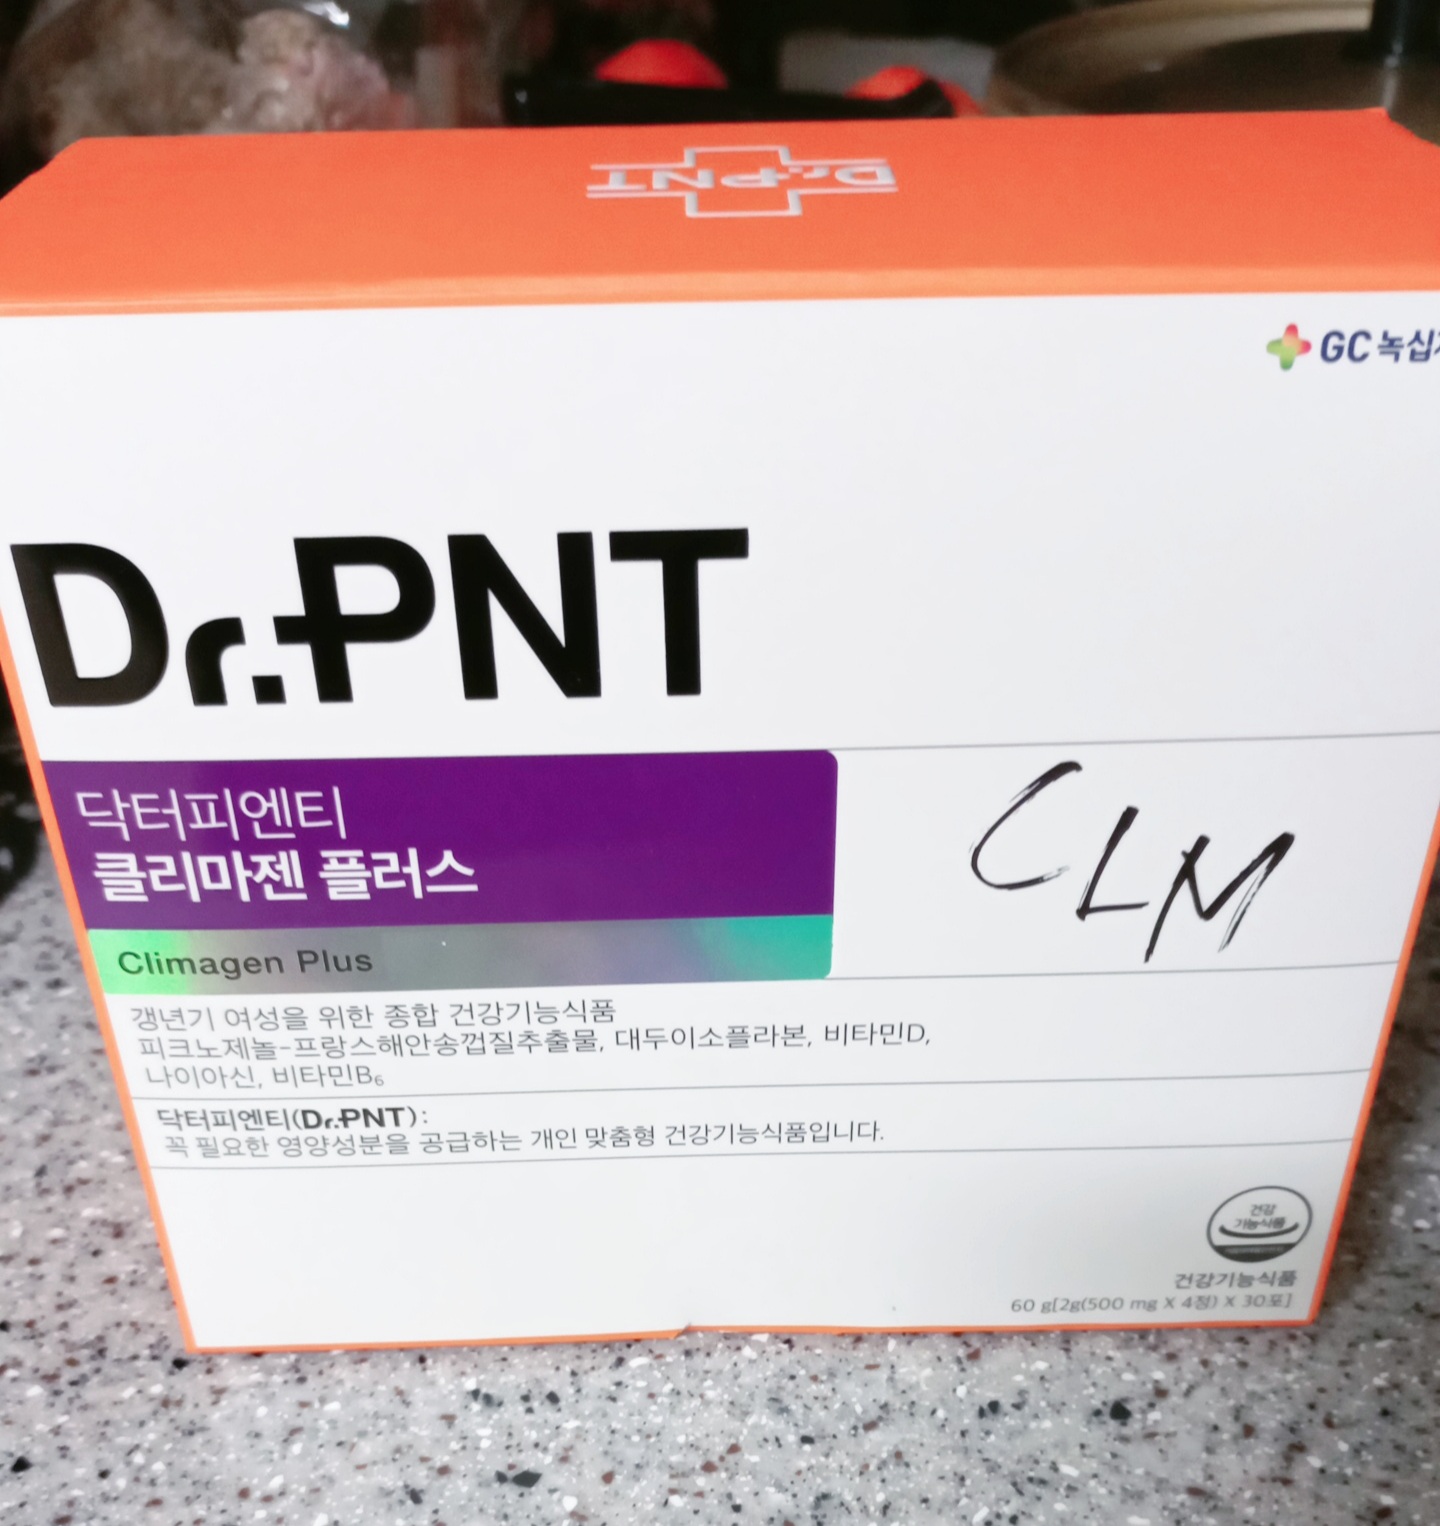 Dr.PNT
GC 녹십
Dr.PNT
닥터피엔티
클리마젠 플러스
Climagen Plus
CLM
갱년기 여성을 위한 종합 건강기능식품
피크노제놀-프랑스해안송껍질추출물, 대두이소플라본, 비타민D,
나이아신, 비타민B₆
닥터피엔티(Dr.PNT):
꼭 필요한 영양성분을 공급하는 개인 맞춤형 건강기능식품입니다.
건강
기능식품
건강기능식품
60 g[2g(500 mg X 4정) X 30포]